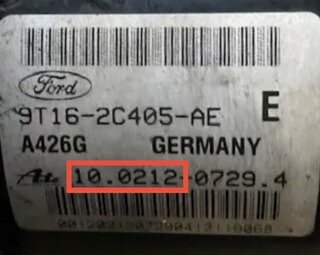 Ford
9T16-2C405-AE E
A426G GERMANY
Ate 10.0212-0729.4